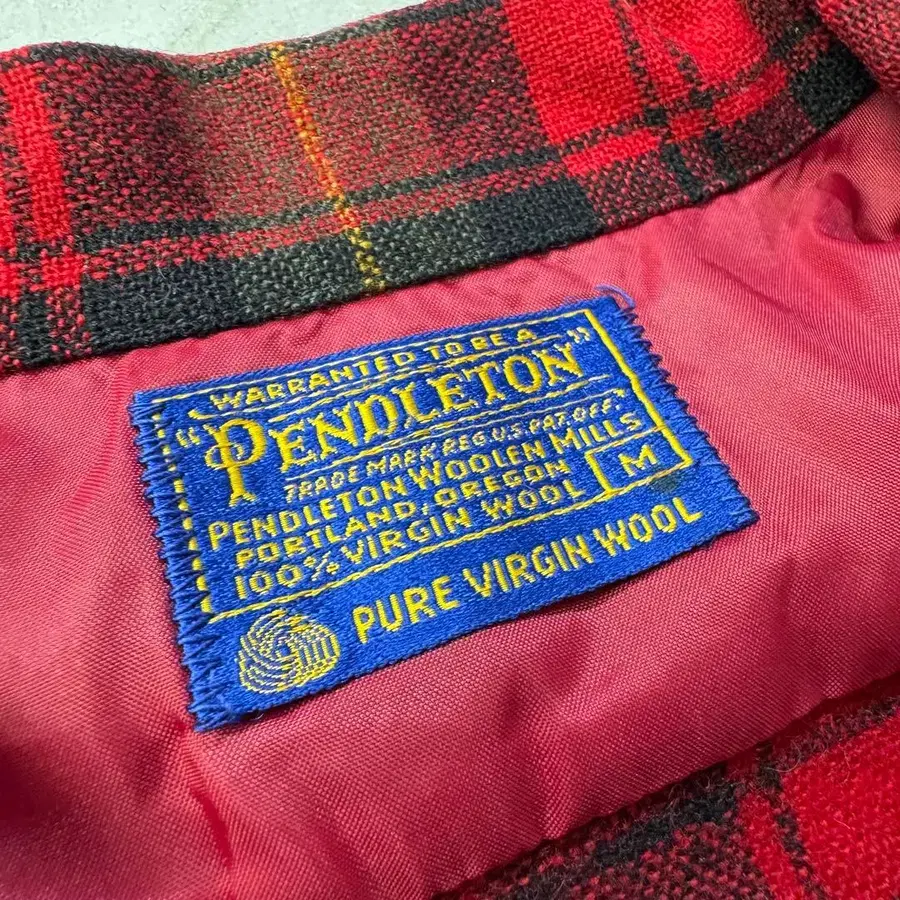 WARRANTED TO BE A
"PENDLETON"
TRADE MARK REG U.S. PAT. OFF.
PENDLETON WOOLEN MILLS
PORTLAND, OREGON
100% VIRGIN WOOL
M
PURE VIRGIN WOOL